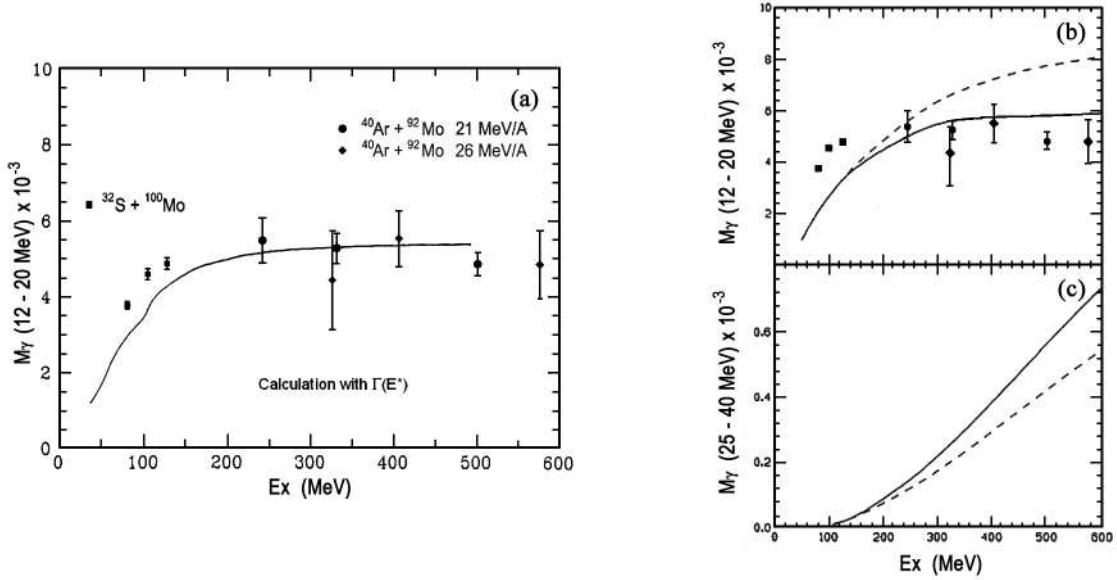 (a)
⁴⁰Ar + ⁹²Mo 21 MeV/A
⁴⁰Ar + ⁹²Mo 26 MeV/A
³²S + ¹⁰⁰Mo
Calculation with Γ(E*)
Mγ (12 - 20 MeV) x 10⁻³
10
8
6
4
2
0
0 100 200 300 400 500 600
Ex (MeV)
(b)
Mγ (12 - 20 MeV) x 10⁻³
10
8
6
4
2
(c)
Mγ (25 - 40 MeV) x 10⁻³
0.6
0.4
0.2
0.0
100 200 300 400 500 600
Ex (MeV)